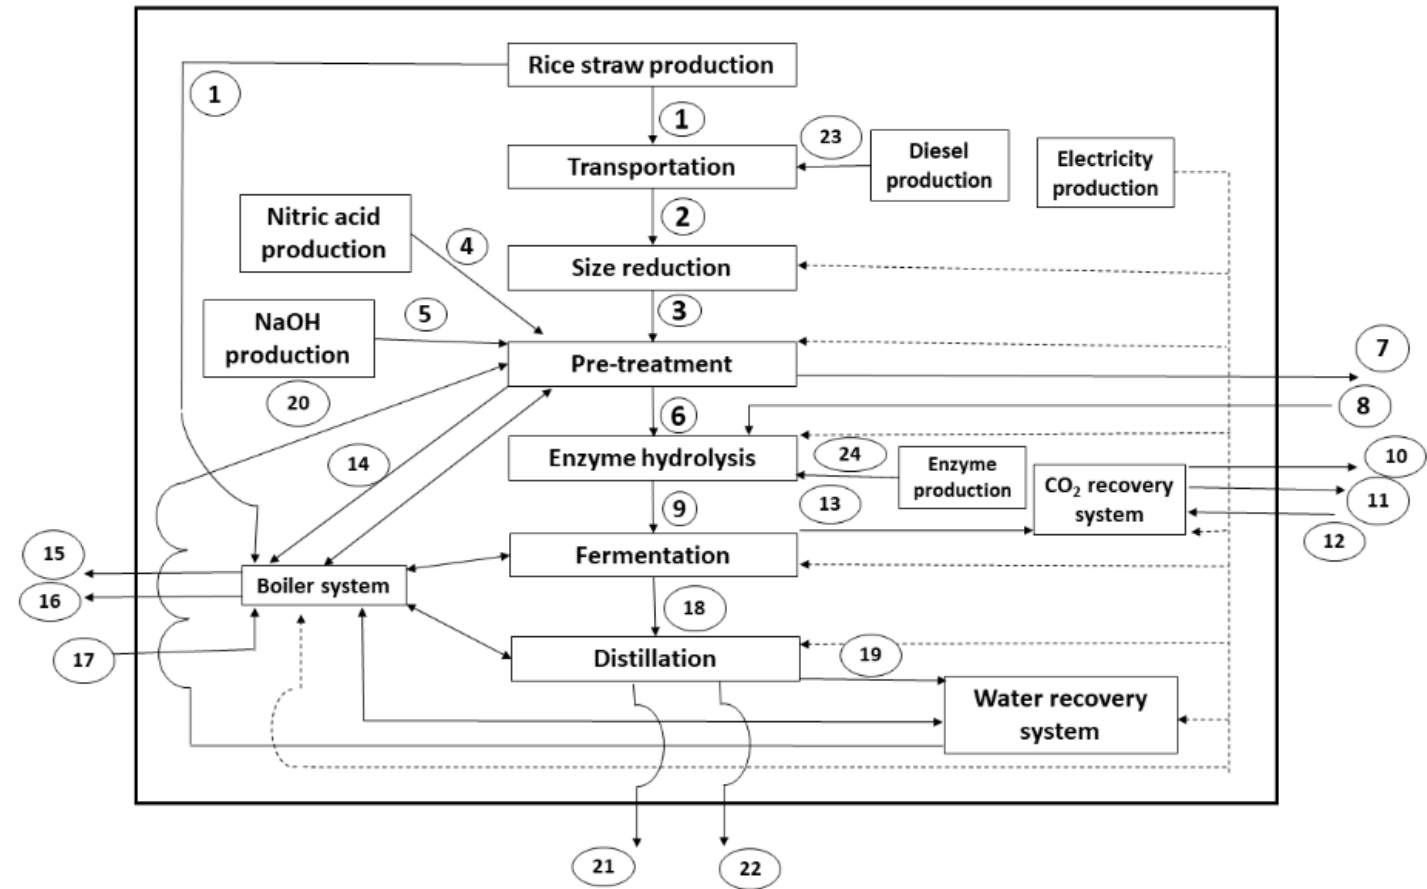 Rice straw production
1
1
23
Diesel
production
Electricity
production
Transportation
Nitric acid
production
4
2
Size reduction
NaOH
production
5
3
Pre-treatment
7
20
6
8
14
Enzyme hydrolysis
24
Enzyme
production
CO₂ recovery
system
10
11
9
13
12
15
Fermentation
Boiler system
16
18
17
Distillation
19
Water recovery
system
21
22